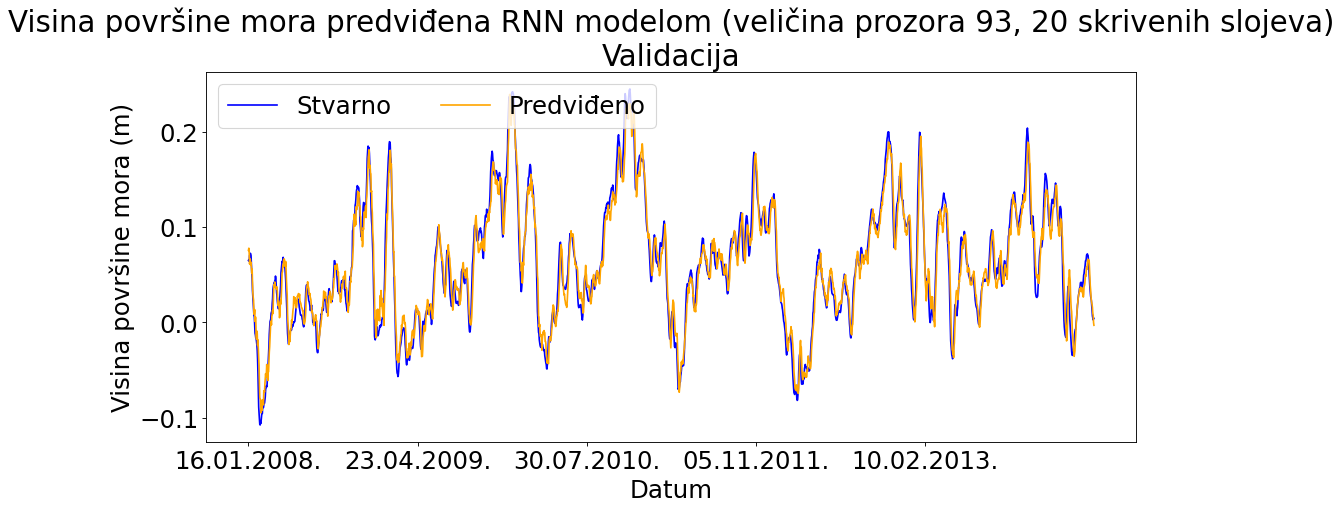 Visina površine mora predviđena RNN modelom (veličina prozora 93, 20 skrivenih slojeva)
Validacija
Stvarno Predviđeno
Visina površine mora (m)
0.2
0.1
0.0
−0.1
16.01.2008. 23.04.2009. 30.07.2010. 05.11.2011. 10.02.2013.
Datum